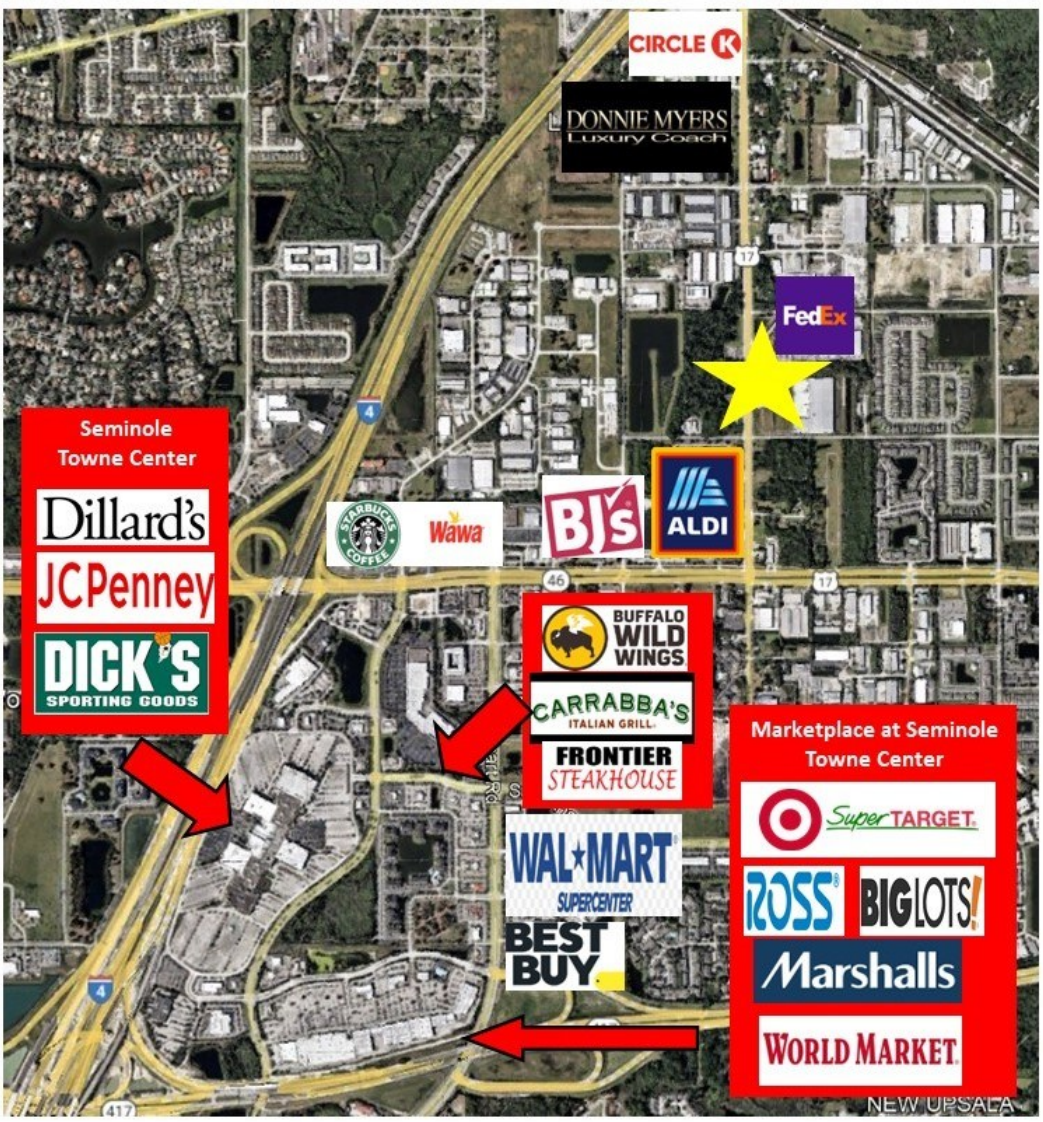 CIRCLE K
DONNIE MYERS
Luxury Coach
17
FedEx
4
Seminole
Towne Center
Dillard's
JCPenney
DICK'S
SPORTING GOODS
STARBUCKS
COFFEE
Wawa
BJ's
ALDI
46
17
BUFFALO
WILD
WINGS
CARRABBA'S
ITALIAN GRILL
FRONTIER
STEAKHOUSE
Marketplace at Seminole
Towne Center
SuperTARGET
ROSS
BIGLOTS!
Marshalls
WORLD MARKET
WAL★MART
SUPERCENTER
BEST
BUY
4
417
NEW UPSALA